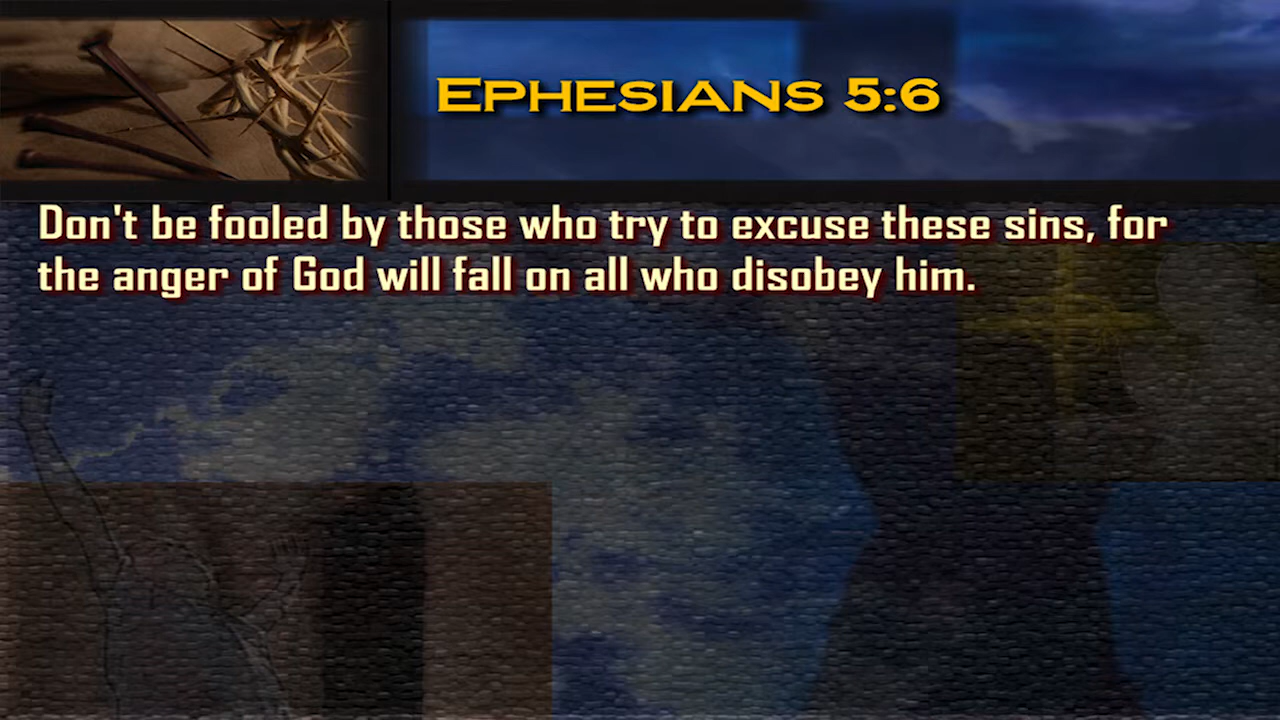 EPHESIANS 5:6
Don't be fooled by those who try to excuse these sins, for
the anger of God will fall on all who disobey him.